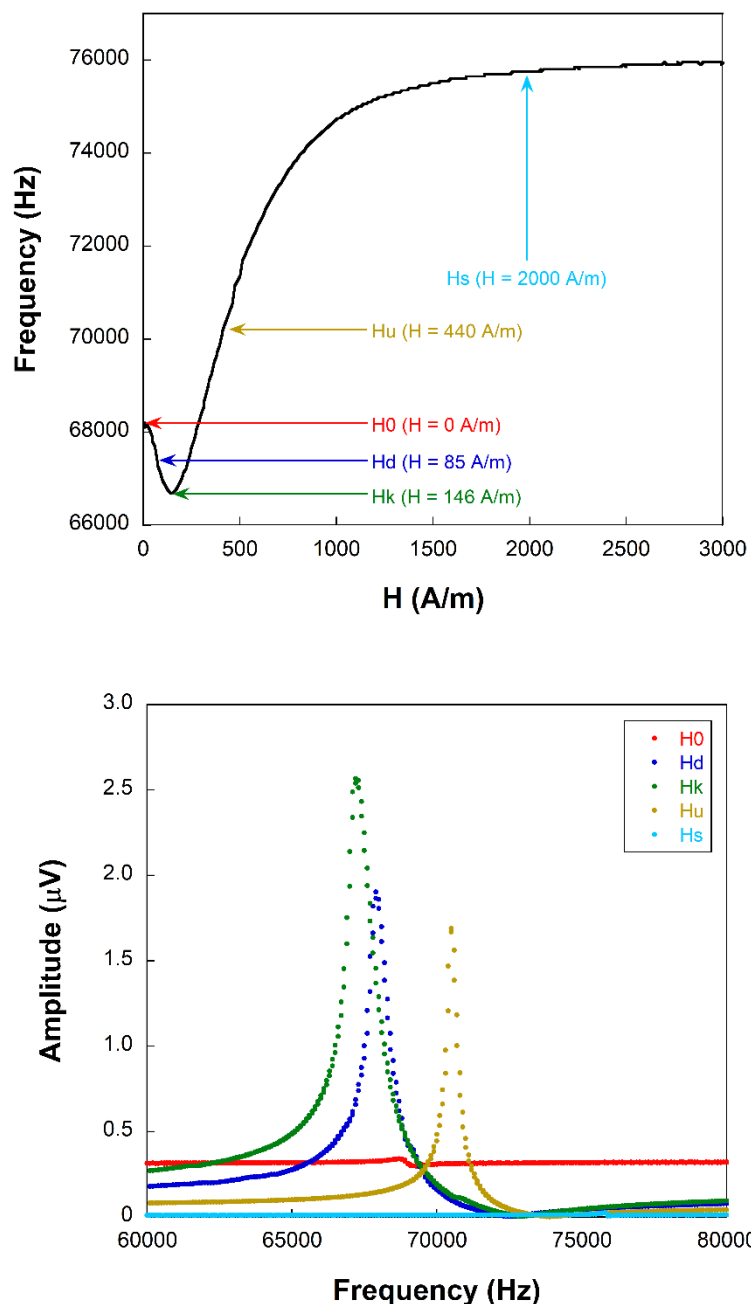 76000
74000
72000
70000
68000
66000
Frequency (Hz)
Hs (H = 2000 A/m)
Hu (H = 440 A/m)
H0 (H = 0 A/m)
Hd (H = 85 A/m)
Hk (H = 146 A/m)
0 500 1000 1500 2000 2500 3000
H (A/m)
3.0
2.5
2.0
1.5
1.0
0.5
0
Amplitude (μV)
H0
Hd
Hk
Hu
Hs
60000 65000 70000 75000 80000
Frequency (Hz)